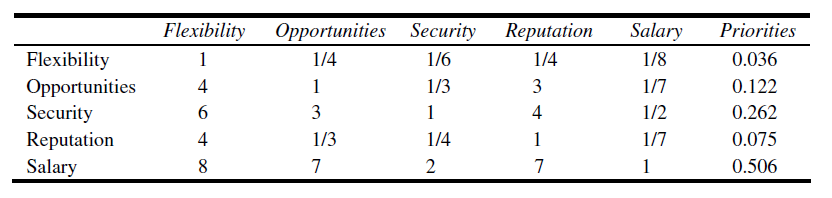 Flexibility Opportunities Security Reputation Salary Priorities
Flexibility 1 1/4 1/6 1/4 1/8 0.036
Opportunities 4 1 1/3 3 1/7 0.122
Security 6 3 1 4 1/2 0.262
Reputation 4 1/3 1/4 1 1/7 0.075
Salary 8 7 2 7 1 0.506